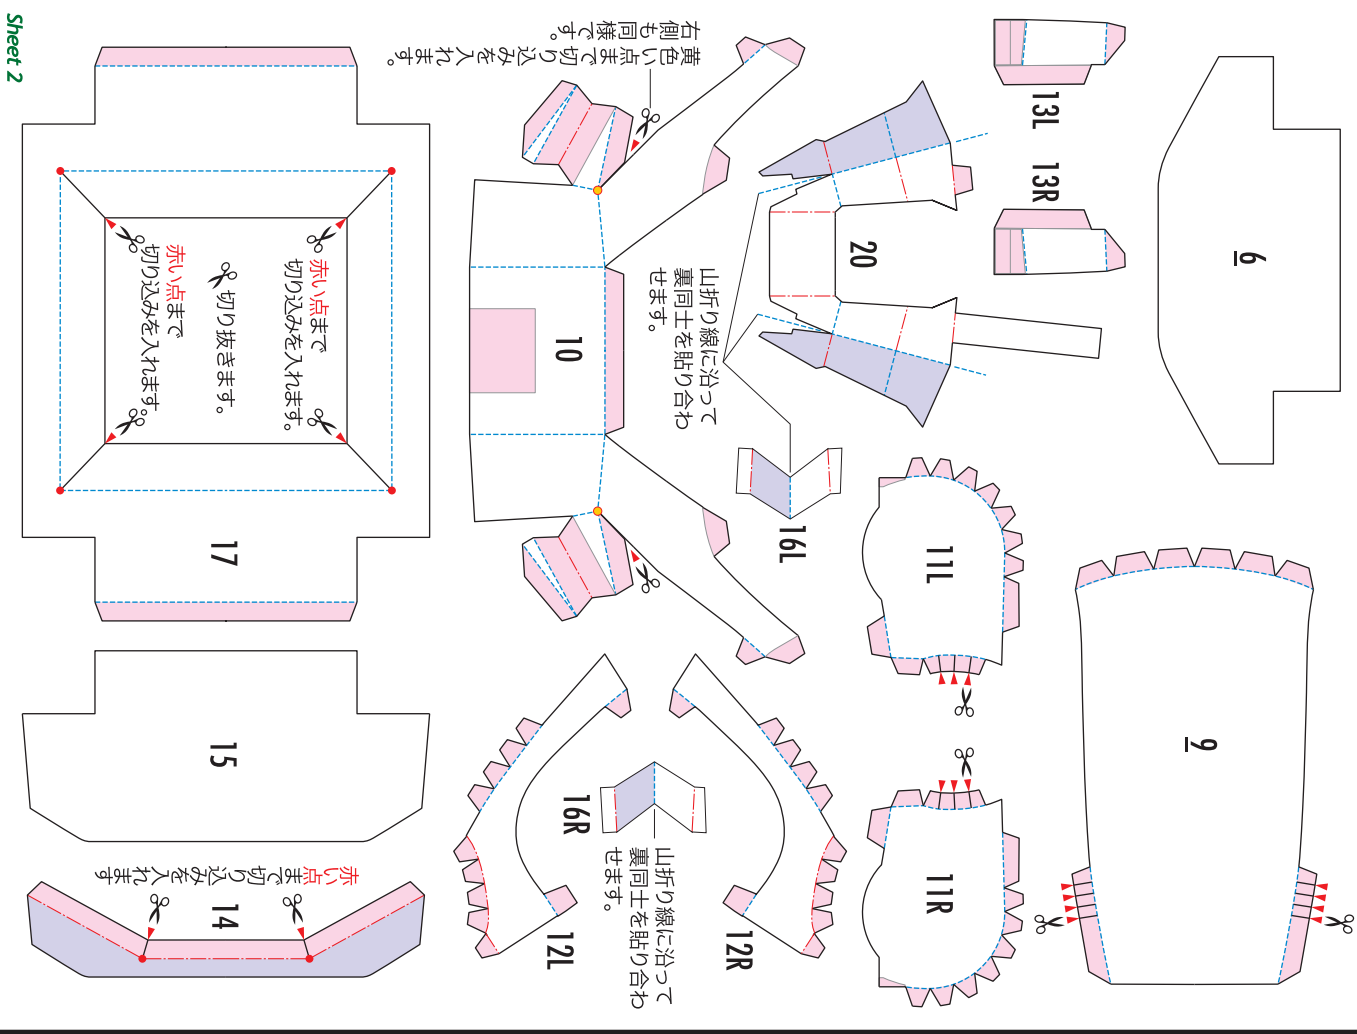 6
9
13L
13R
11L
11R
20
16L
山折り線に沿って
裏同士を貼り合わ
せます。
12R
黄色い点まで切り込みを入れます。
右側も同様です。
10
16R
山折り線に沿って
裏同士を貼り合わ
せます。
12L
赤い点まで
切り込みを入れます。
切り抜きます。
赤い点まで
切り込みを入れます。
17
15
14
赤い点まで切り込みを入れます
Sheet 2